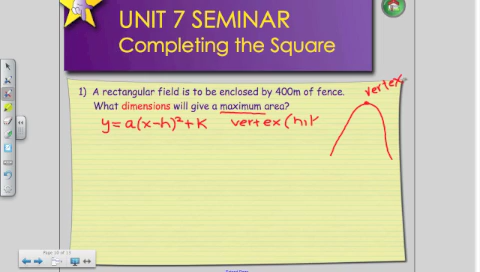 UNIT 7 SEMINAR
Completing the Square
1) A rectangular field is to be enclosed by 400m of fence.
What dimensions will give a maximum area?
vertex
y = a(x-h)² + k vertex (h,k